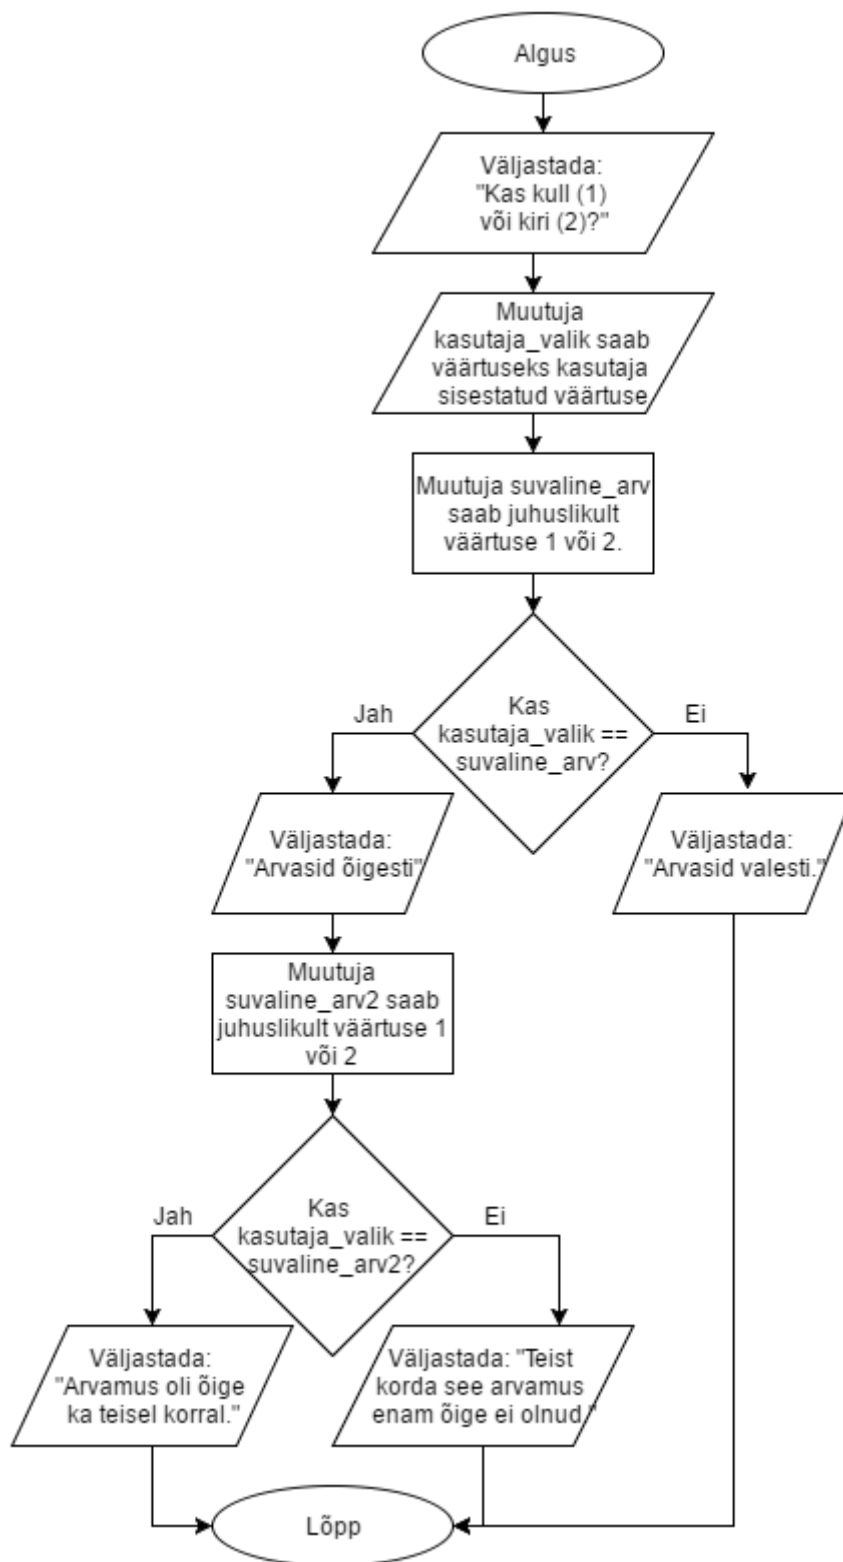 Algus
Väljastada:
"Kas kull (1)
või kiri (2)?"
Muutuja
kasutaja_valik saab
väärtuseks kasutaja
sisestatud väärtuse
Muutuja suvaline_arv
saab juhuslikult
väärtuse 1 või 2.
Kas
kasutaja_valik ==
suvaline_arv?
Jah
Ei
Väljastada:
"Arvasid õigesti"
Väljastada:
"Arvasid valesti."
Muutuja
suvaline_arv2 saab
juhuslikult väärtuse 1
või 2
Kas
kasutaja_valik ==
suvaline_arv2?
Jah
Ei
Väljastada:
"Arvamus oli õige
ka teisel korral."
Väljastada: "Teist
korda see arvamus
enam õige ei olnud."
Lõpp